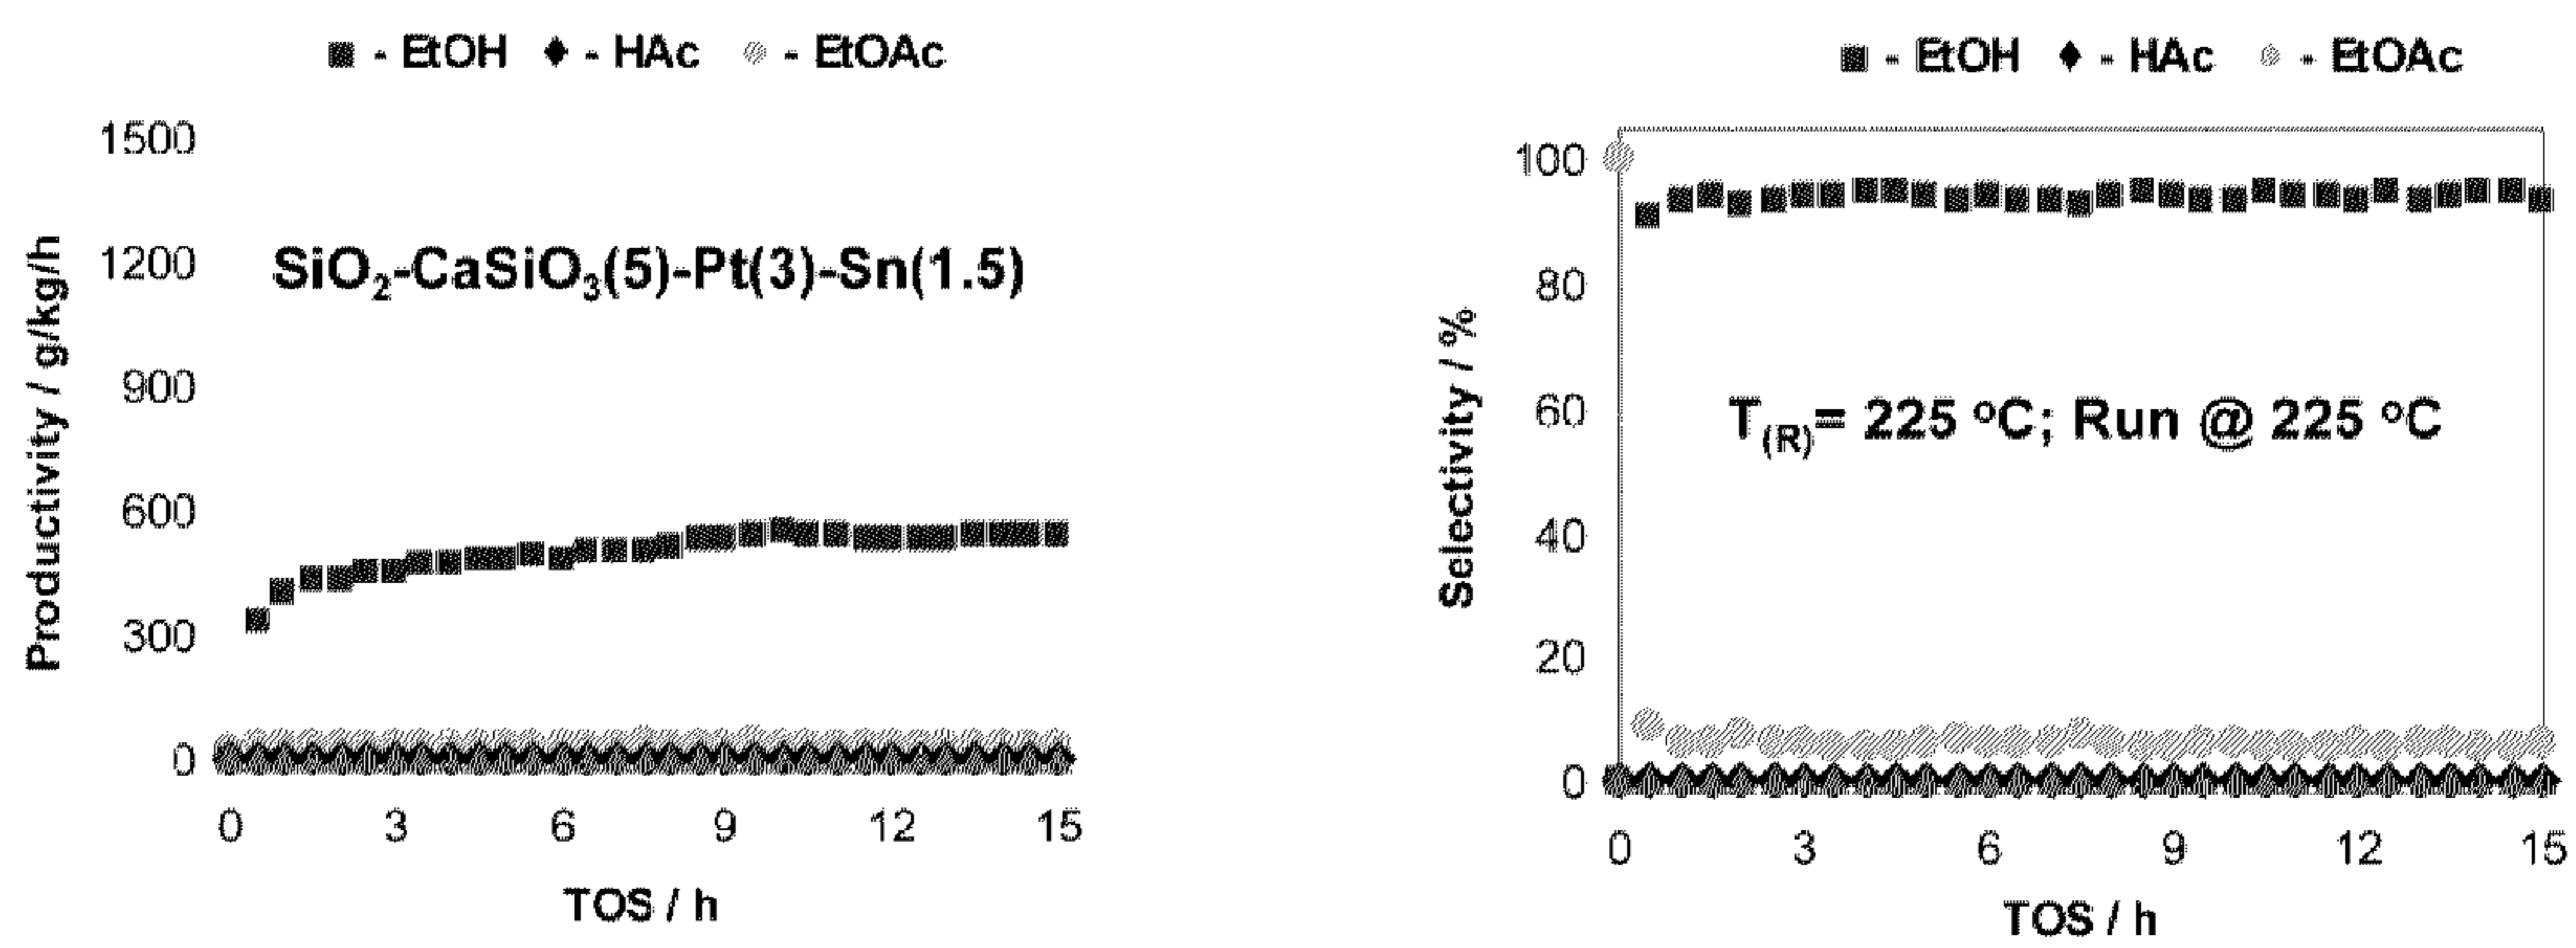 - EtOH - HAc - EtOAc
1500
1200
900
600
300
0
Productivity / g/kg/h
SiO2-CaSiO3(5)-Pt(3)-Sn(1.5)
0 3 6 9 12 15
TOS / h
- EtOH - HAc - EtOAc
100
80
60
40
20
0
Selectivity / %
T(R)= 225 oC; Run @ 225 oC
0 3 6 9 12 15
TOS / h